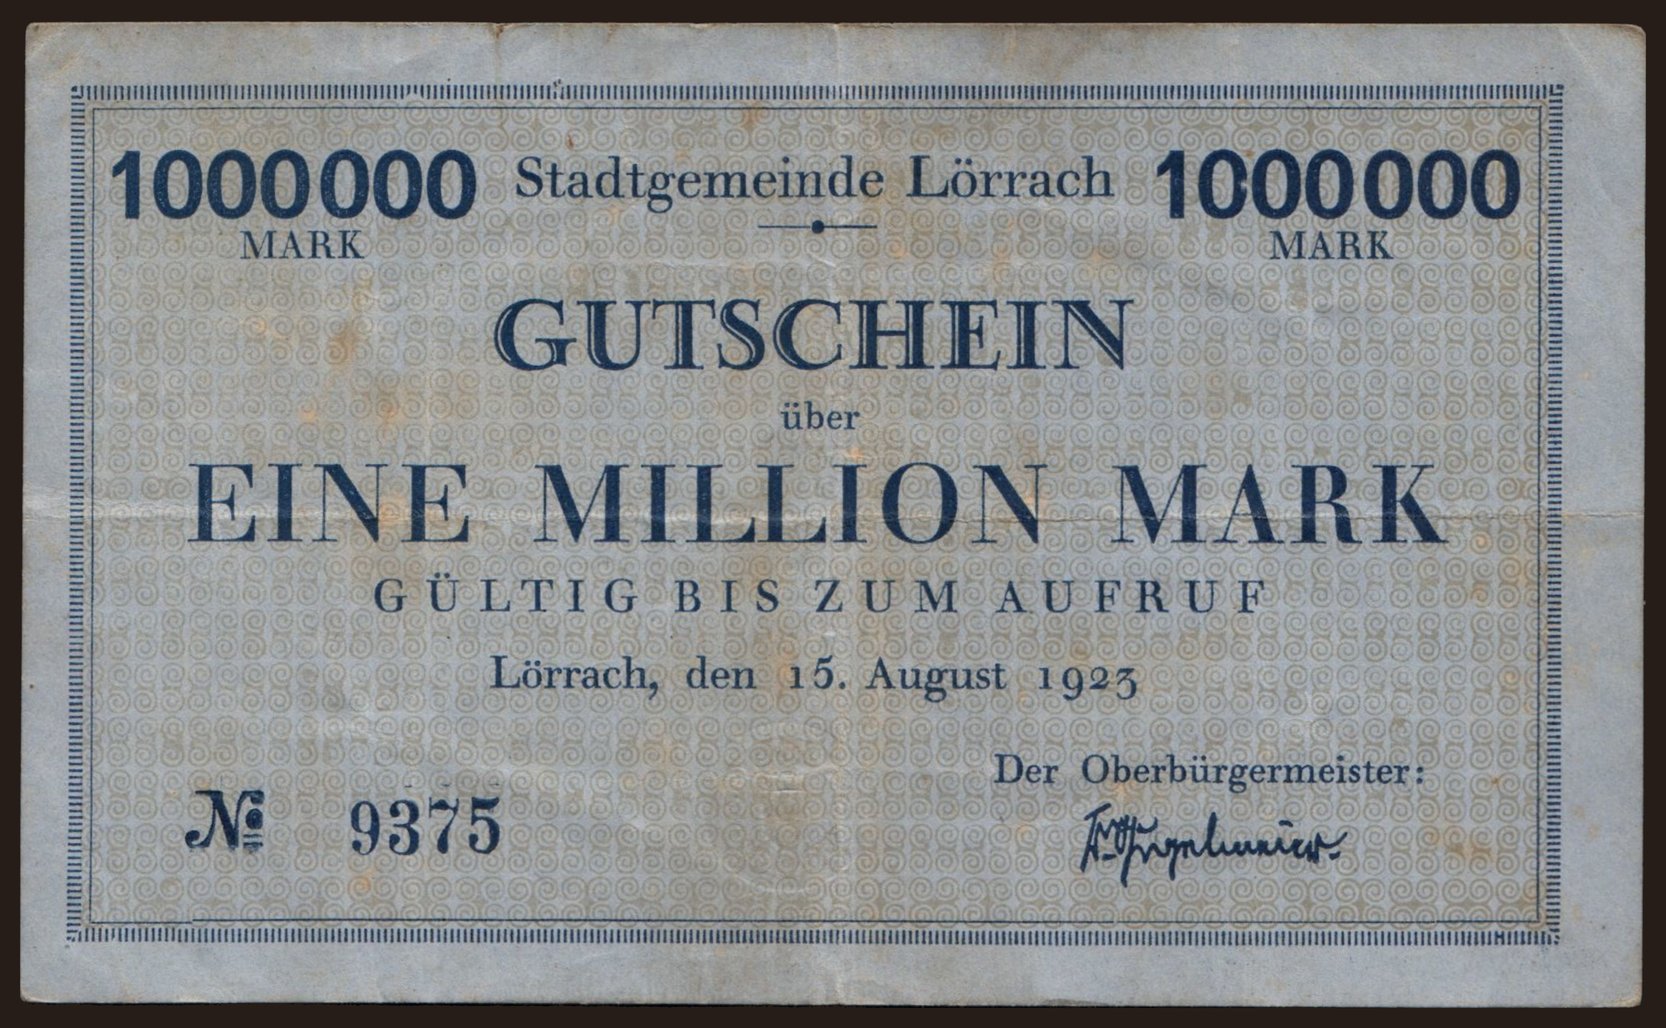 1000000 Stadtgemeinde Lörrach 1000000
MARK MARK
GUTSCHEIN
über
EINE MILLION MARK
GÜLTIG BIS ZUM AUFRUF
Lörrach, den 15. August 1923
Der Oberbürgermeister:
№ 9375